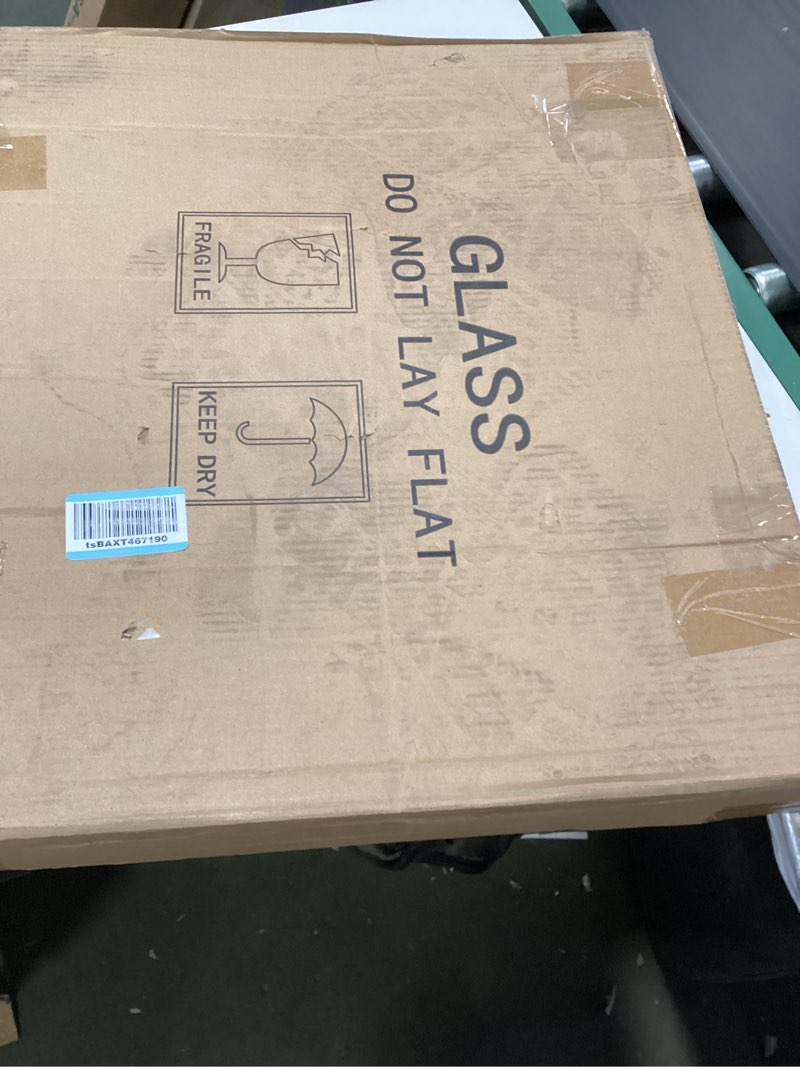 GLASS
DO NOT LAY FLAT
FRAGILE
KEEP DRY
tsBAXT467190